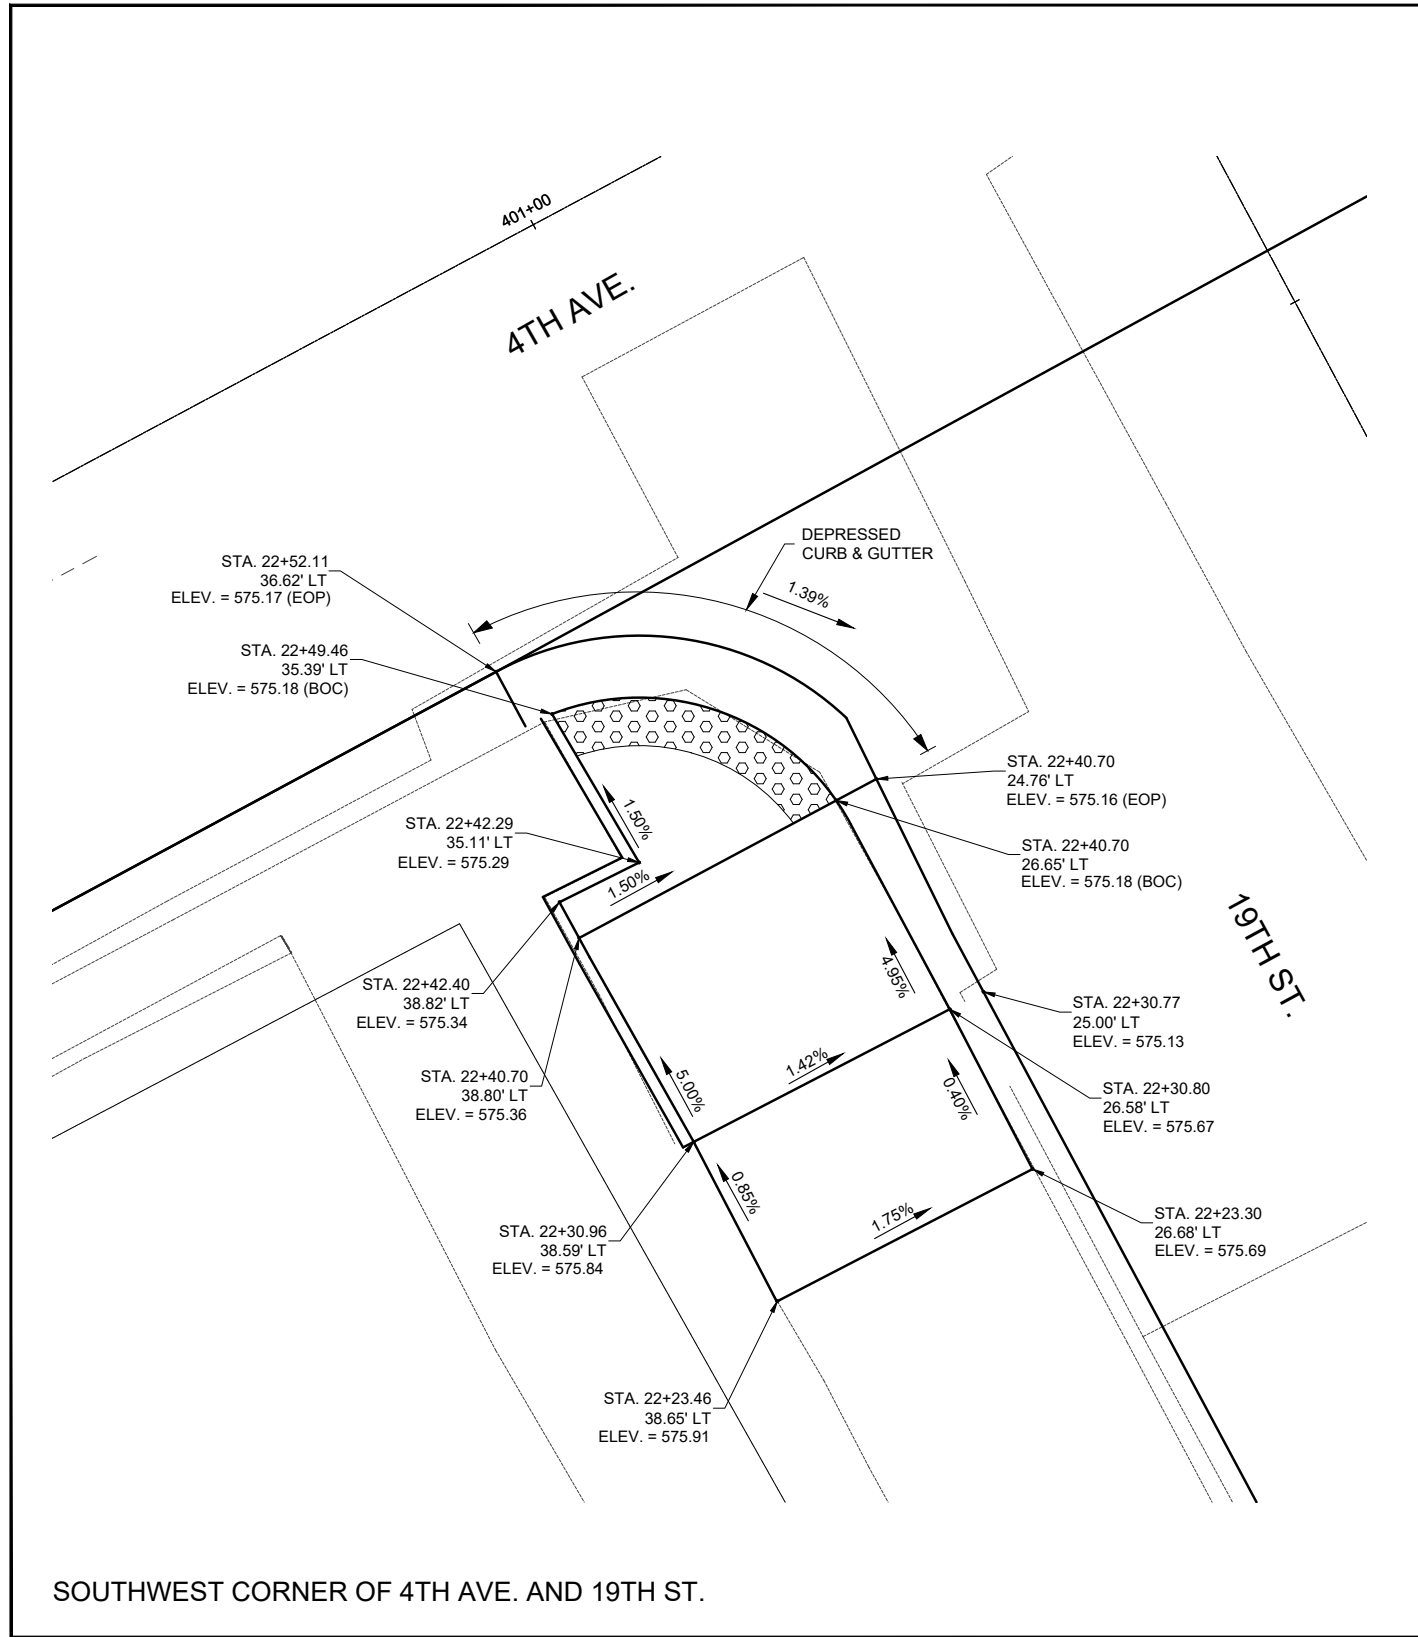 401+00
4TH AVE.
DEPRESSED
CURB & GUTTER
1.39%
STA. 22+52.11
36.62' LT
ELEV. = 575.17 (EOP)
STA. 22+49.46
35.39' LT
ELEV. = 575.18 (BOC)
STA. 22+40.70
24.76' LT
ELEV. = 575.16 (EOP)
STA. 22+42.29
35.11' LT
ELEV. = 575.29
1.50%
STA. 22+40.70
26.65' LT
ELEV. = 575.18 (BOC)
1.50%
19TH ST.
STA. 22+42.40
38.82' LT
ELEV. = 575.34
4.95%
STA. 22+30.77
25.00' LT
ELEV. = 575.13
STA. 22+40.70
38.80' LT
ELEV. = 575.36
5.00%
1.42%
0.40%
STA. 22+30.80
26.58' LT
ELEV. = 575.67
STA. 22+30.96
38.59' LT
ELEV. = 575.84
0.85%
1.75%
STA. 22+23.30
26.68' LT
ELEV. = 575.69
STA. 22+23.46
38.65' LT
ELEV. = 575.91
SOUTHWEST CORNER OF 4TH AVE. AND 19TH ST.